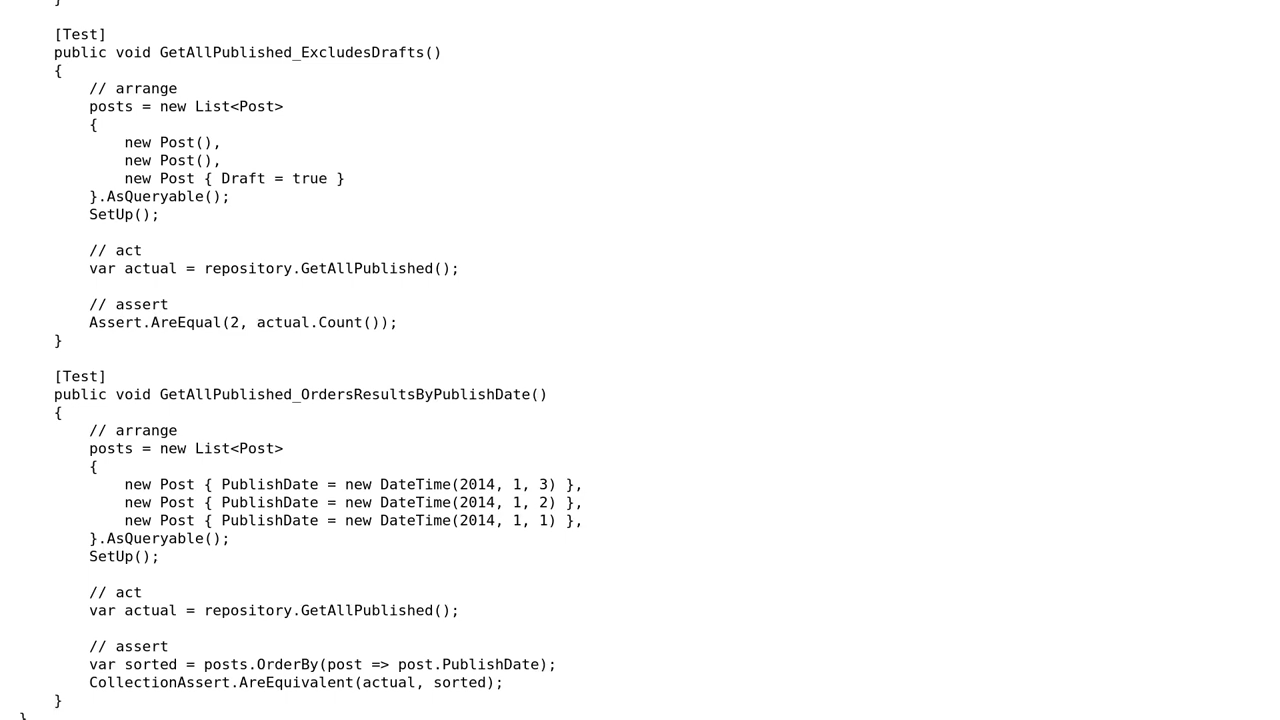 }
[Test]
public void GetAllPublished_ExcludesDrafts()
{
// arrange
posts = new List<Post>
{
new Post(),
new Post(),
new Post { Draft = true }
}.AsQueryable();
SetUp();
// act
var actual = repository.GetAllPublished();
// assert
Assert.AreEqual(2, actual.Count());
}
[Test]
public void GetAllPublished_OrdersResultsByPublishDate()
{
// arrange
posts = new List<Post>
{
new Post { PublishDate = new DateTime(2014, 1, 3) },
new Post { PublishDate = new DateTime(2014, 1, 2) },
new Post { PublishDate = new DateTime(2014, 1, 1) },
}.AsQueryable();
SetUp();
// act
var actual = repository.GetAllPublished();
// assert
var sorted = posts.OrderBy(post => post.PublishDate);
CollectionAssert.AreEquivalent(actual, sorted);
}
}